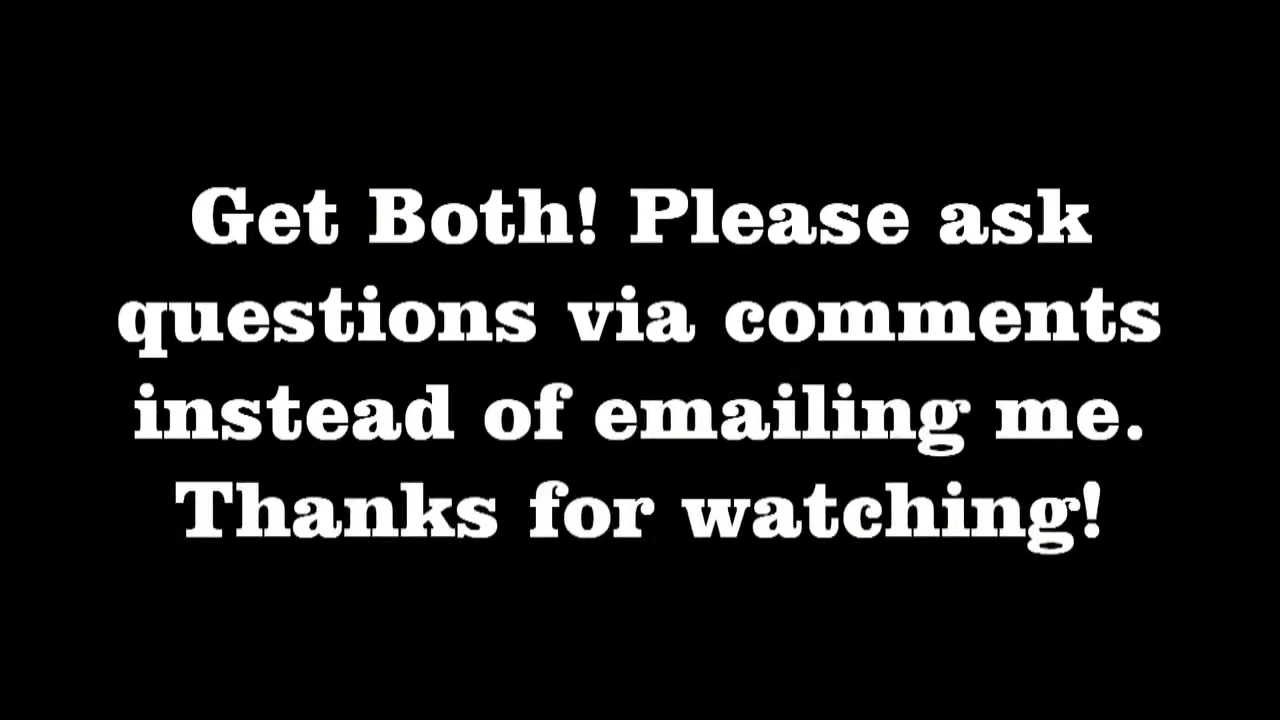 Get Both! Please ask
questions via comments
instead of emailing me.
Thanks for watching!